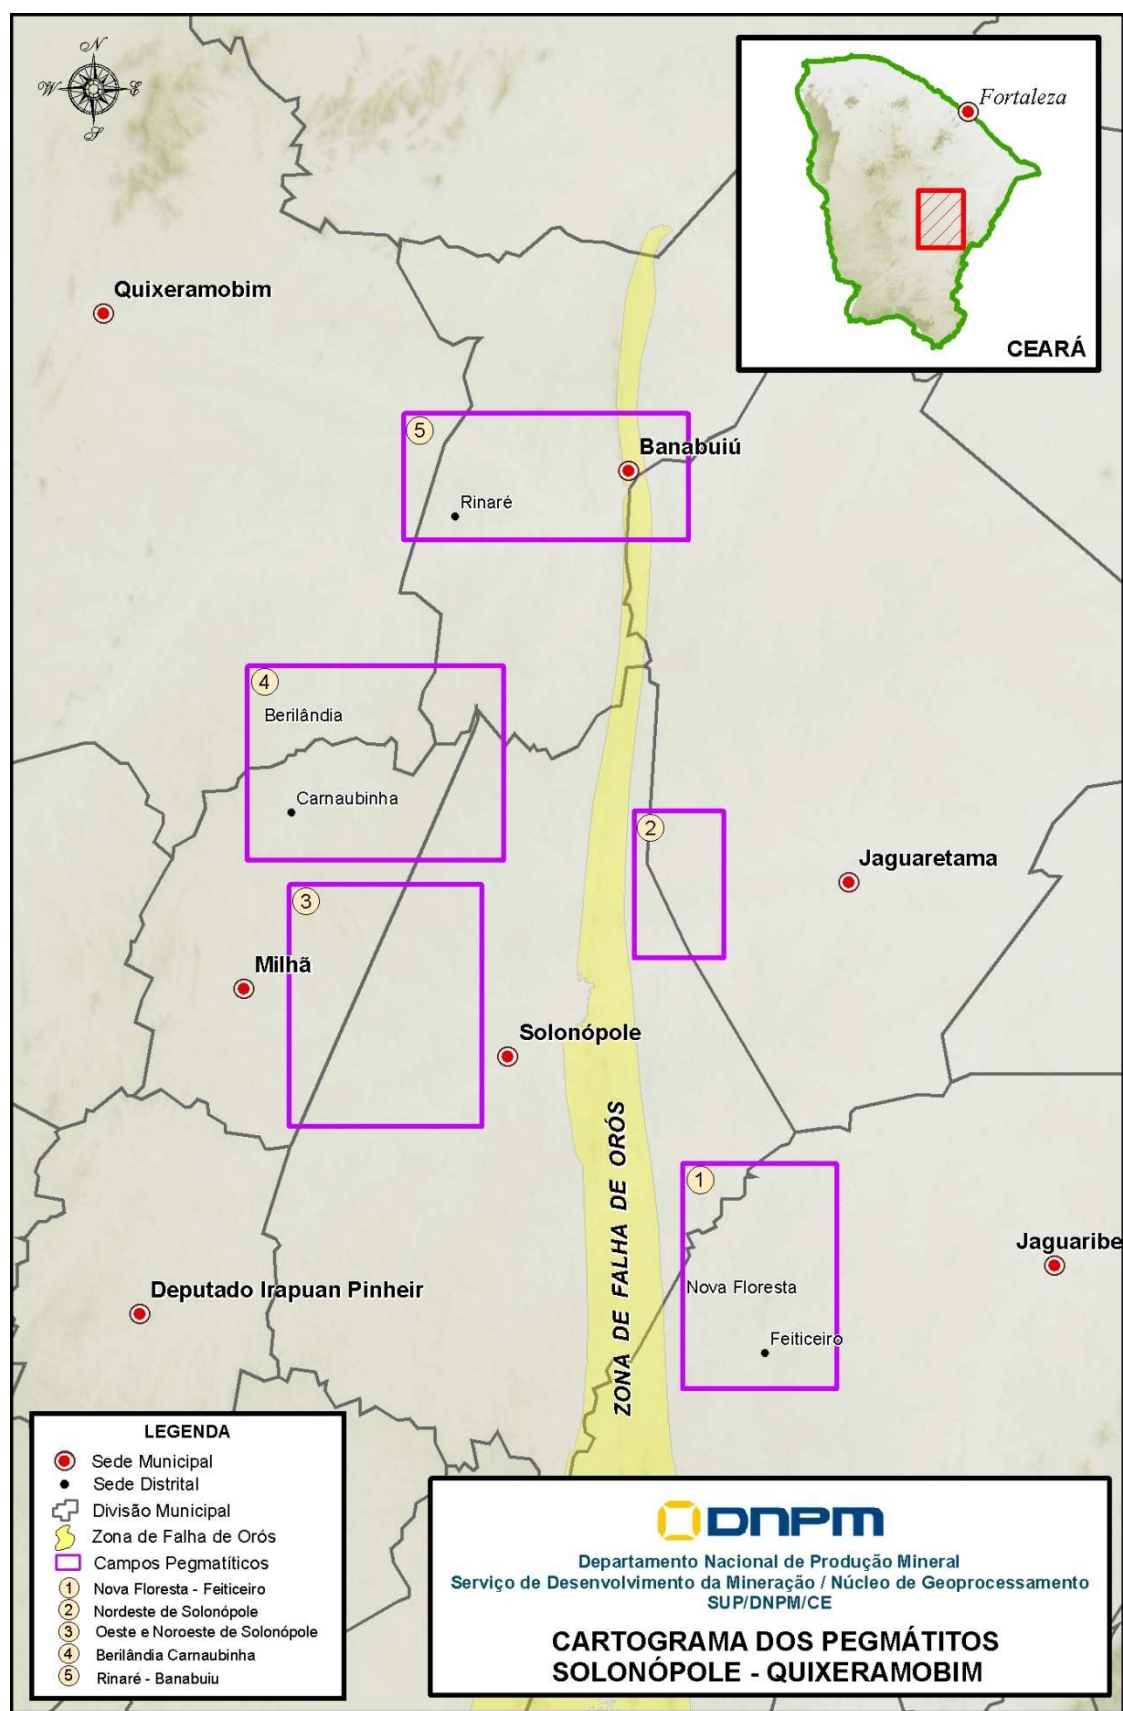 N
W
E
S
Fortaleza
CEARÁ
Quixeramobim
5
Banabuiú
Rinaré
4
Berilândia
Carnaubinha
2
Jaguaretama
3
Milhã
Solonópole
ZONA DE FALHA DE ORÓS
1
Jaguaribe
Nova Floresta
Deputado Irapuan Pinheir
Feiticeiro
LEGENDA
Sede Municipal
Sede Distrital
Divisão Municipal
Zona de Falha de Orós
Campos Pegmatíticos
1 Nova Floresta - Feiticeiro
2 Nordeste de Solonópole
3 Oeste e Noroeste de Solonópole
4 Berilândia Carnaubinha
5 Rinaré - Banabuiu
DNPM
Departamento Nacional de Produção Mineral
Serviço de Desenvolvimento da Mineração / Núcleo de Geoprocessamento
SUP/DNPM/CE
CARTOGRAMA DOS PEGMÁTITOS
SOLONÓPOLE - QUIXERAMOBIM